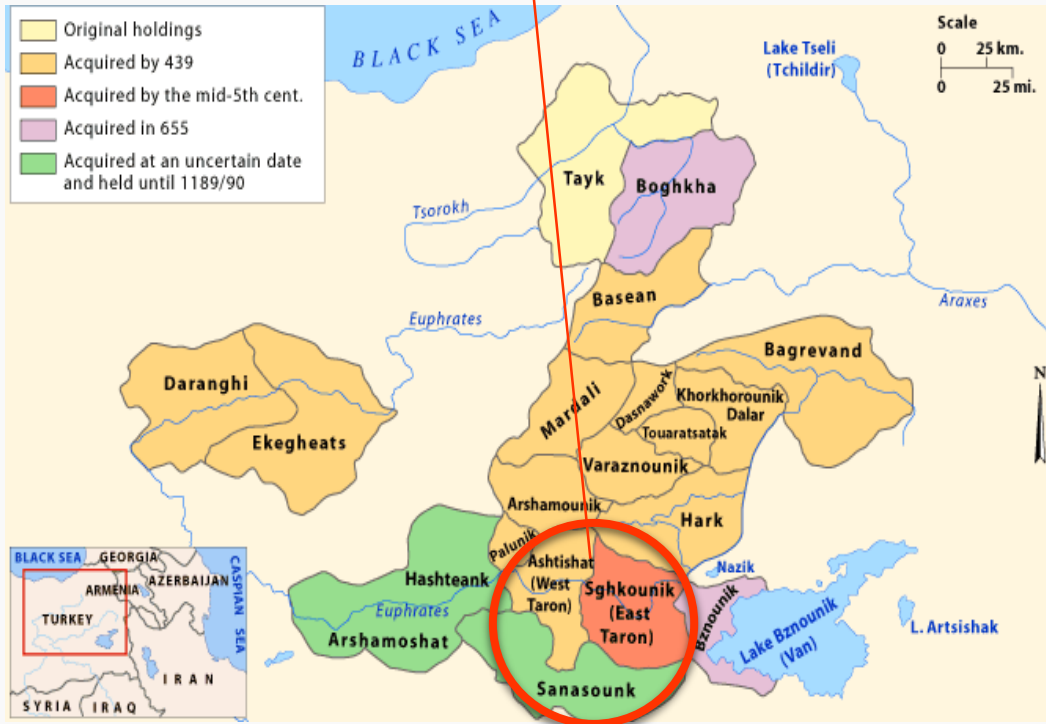 Original holdings
Acquired by 439
Acquired by the mid-5th cent.
Acquired in 655
Acquired at an uncertain date
and held until 1189/90
BLACK SEA
Lake Tseli
(Tchildir)
Scale
0 25 km.
0 25 mi.
Tayk
Boghkha
Tsorokh
Basean
Araxes
Euphrates
Bagrevand
Daranghi
Mardali
Dasnawork
Khorkhorounik
Dalar
N
Ekegheats
Touaratsatak
Varaznounik
Arshamounik
Hark
Palunik
Ashtishat
(West
Taron)
Hashteank
Nazik
Sghkounik
(East
Taron)
Euphrates
Arshamoshat
Bznounik
Lake Bznounik
(Van)
L. Artsishak
Sanasounk
BLACK SEA
GEORGIA
ARMENIA
AZERBAIJAN
CASPIAN SEA
TURKEY
IRAN
SYRIA
IRAQ